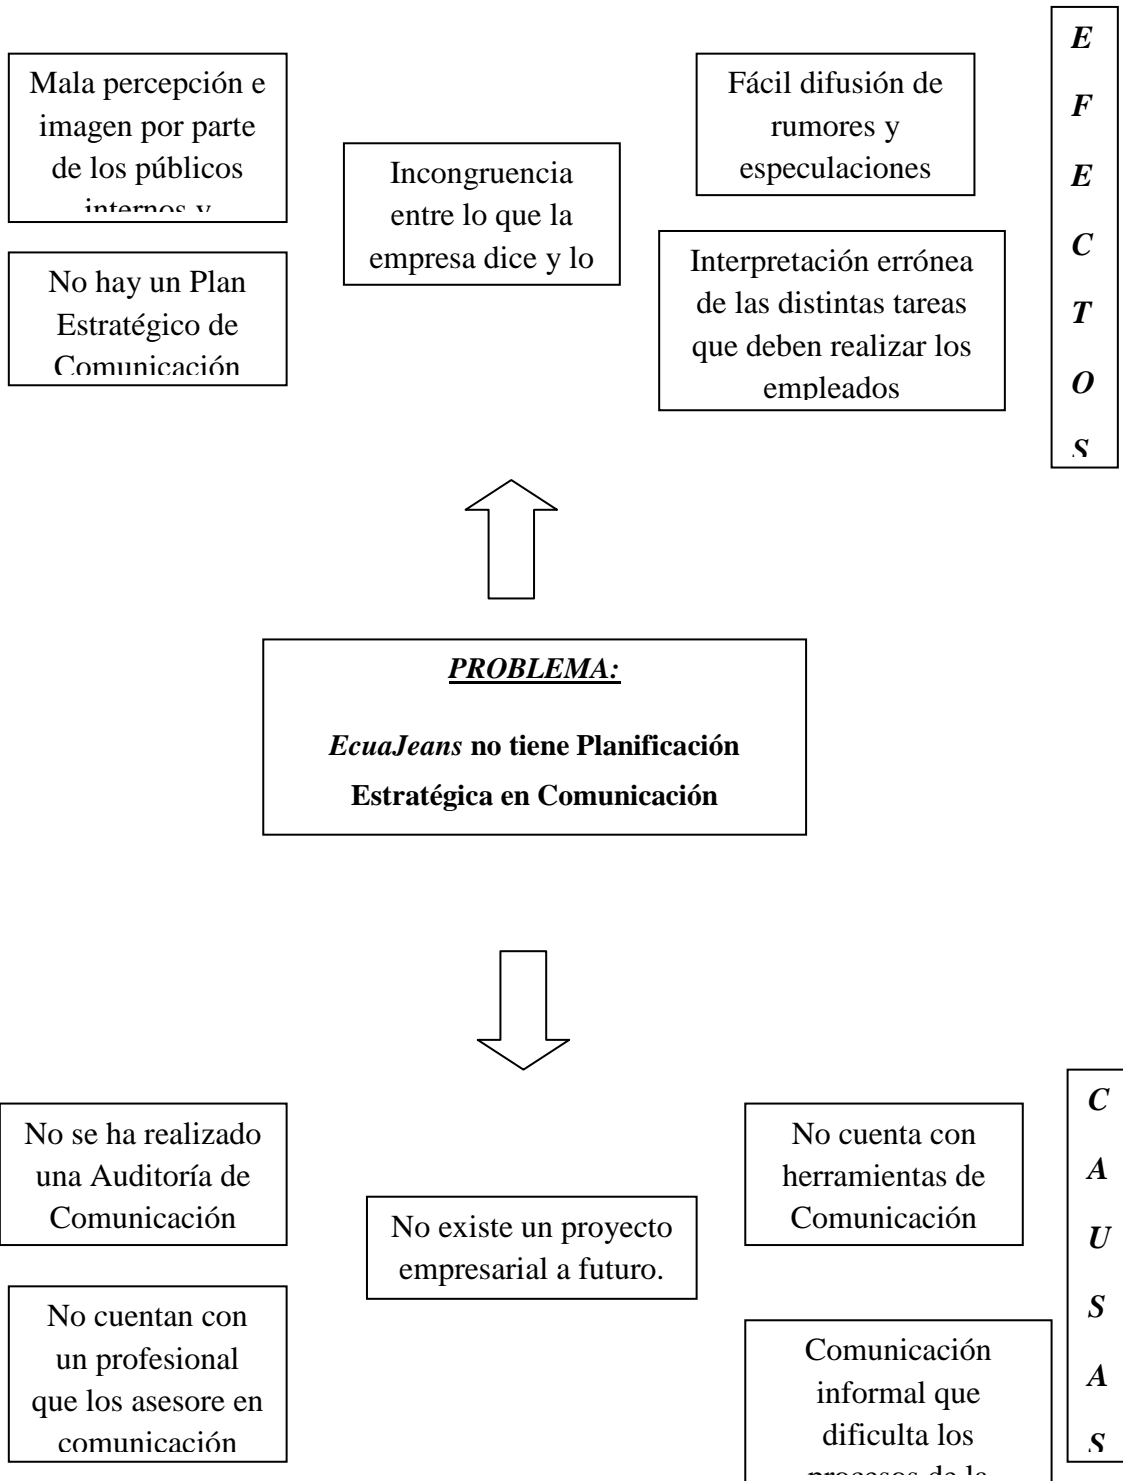 Mala percepción e
imagen por parte
de los públicos
internos y
No hay un Plan
Estratégico de
Comunicación
Incongruencia
entre lo que la
empresa dice y lo
Fácil difusión de
rumores y
especulaciones
Interpretación errónea
de las distintas tareas
que deben realizar los
empleados
E
F
E
C
T
O
S
PROBLEMA:
EcuaJeans no tiene Planificación
Estratégica en Comunicación
No se ha realizado
una Auditoría de
Comunicación
No cuentan con
un profesional
que los asesore en
comunicación
No existe un proyecto
empresarial a futuro.
No cuenta con
herramientas de
Comunicación
Comunicación
informal que
dificulta los
procesos de la
C
A
U
S
A
S